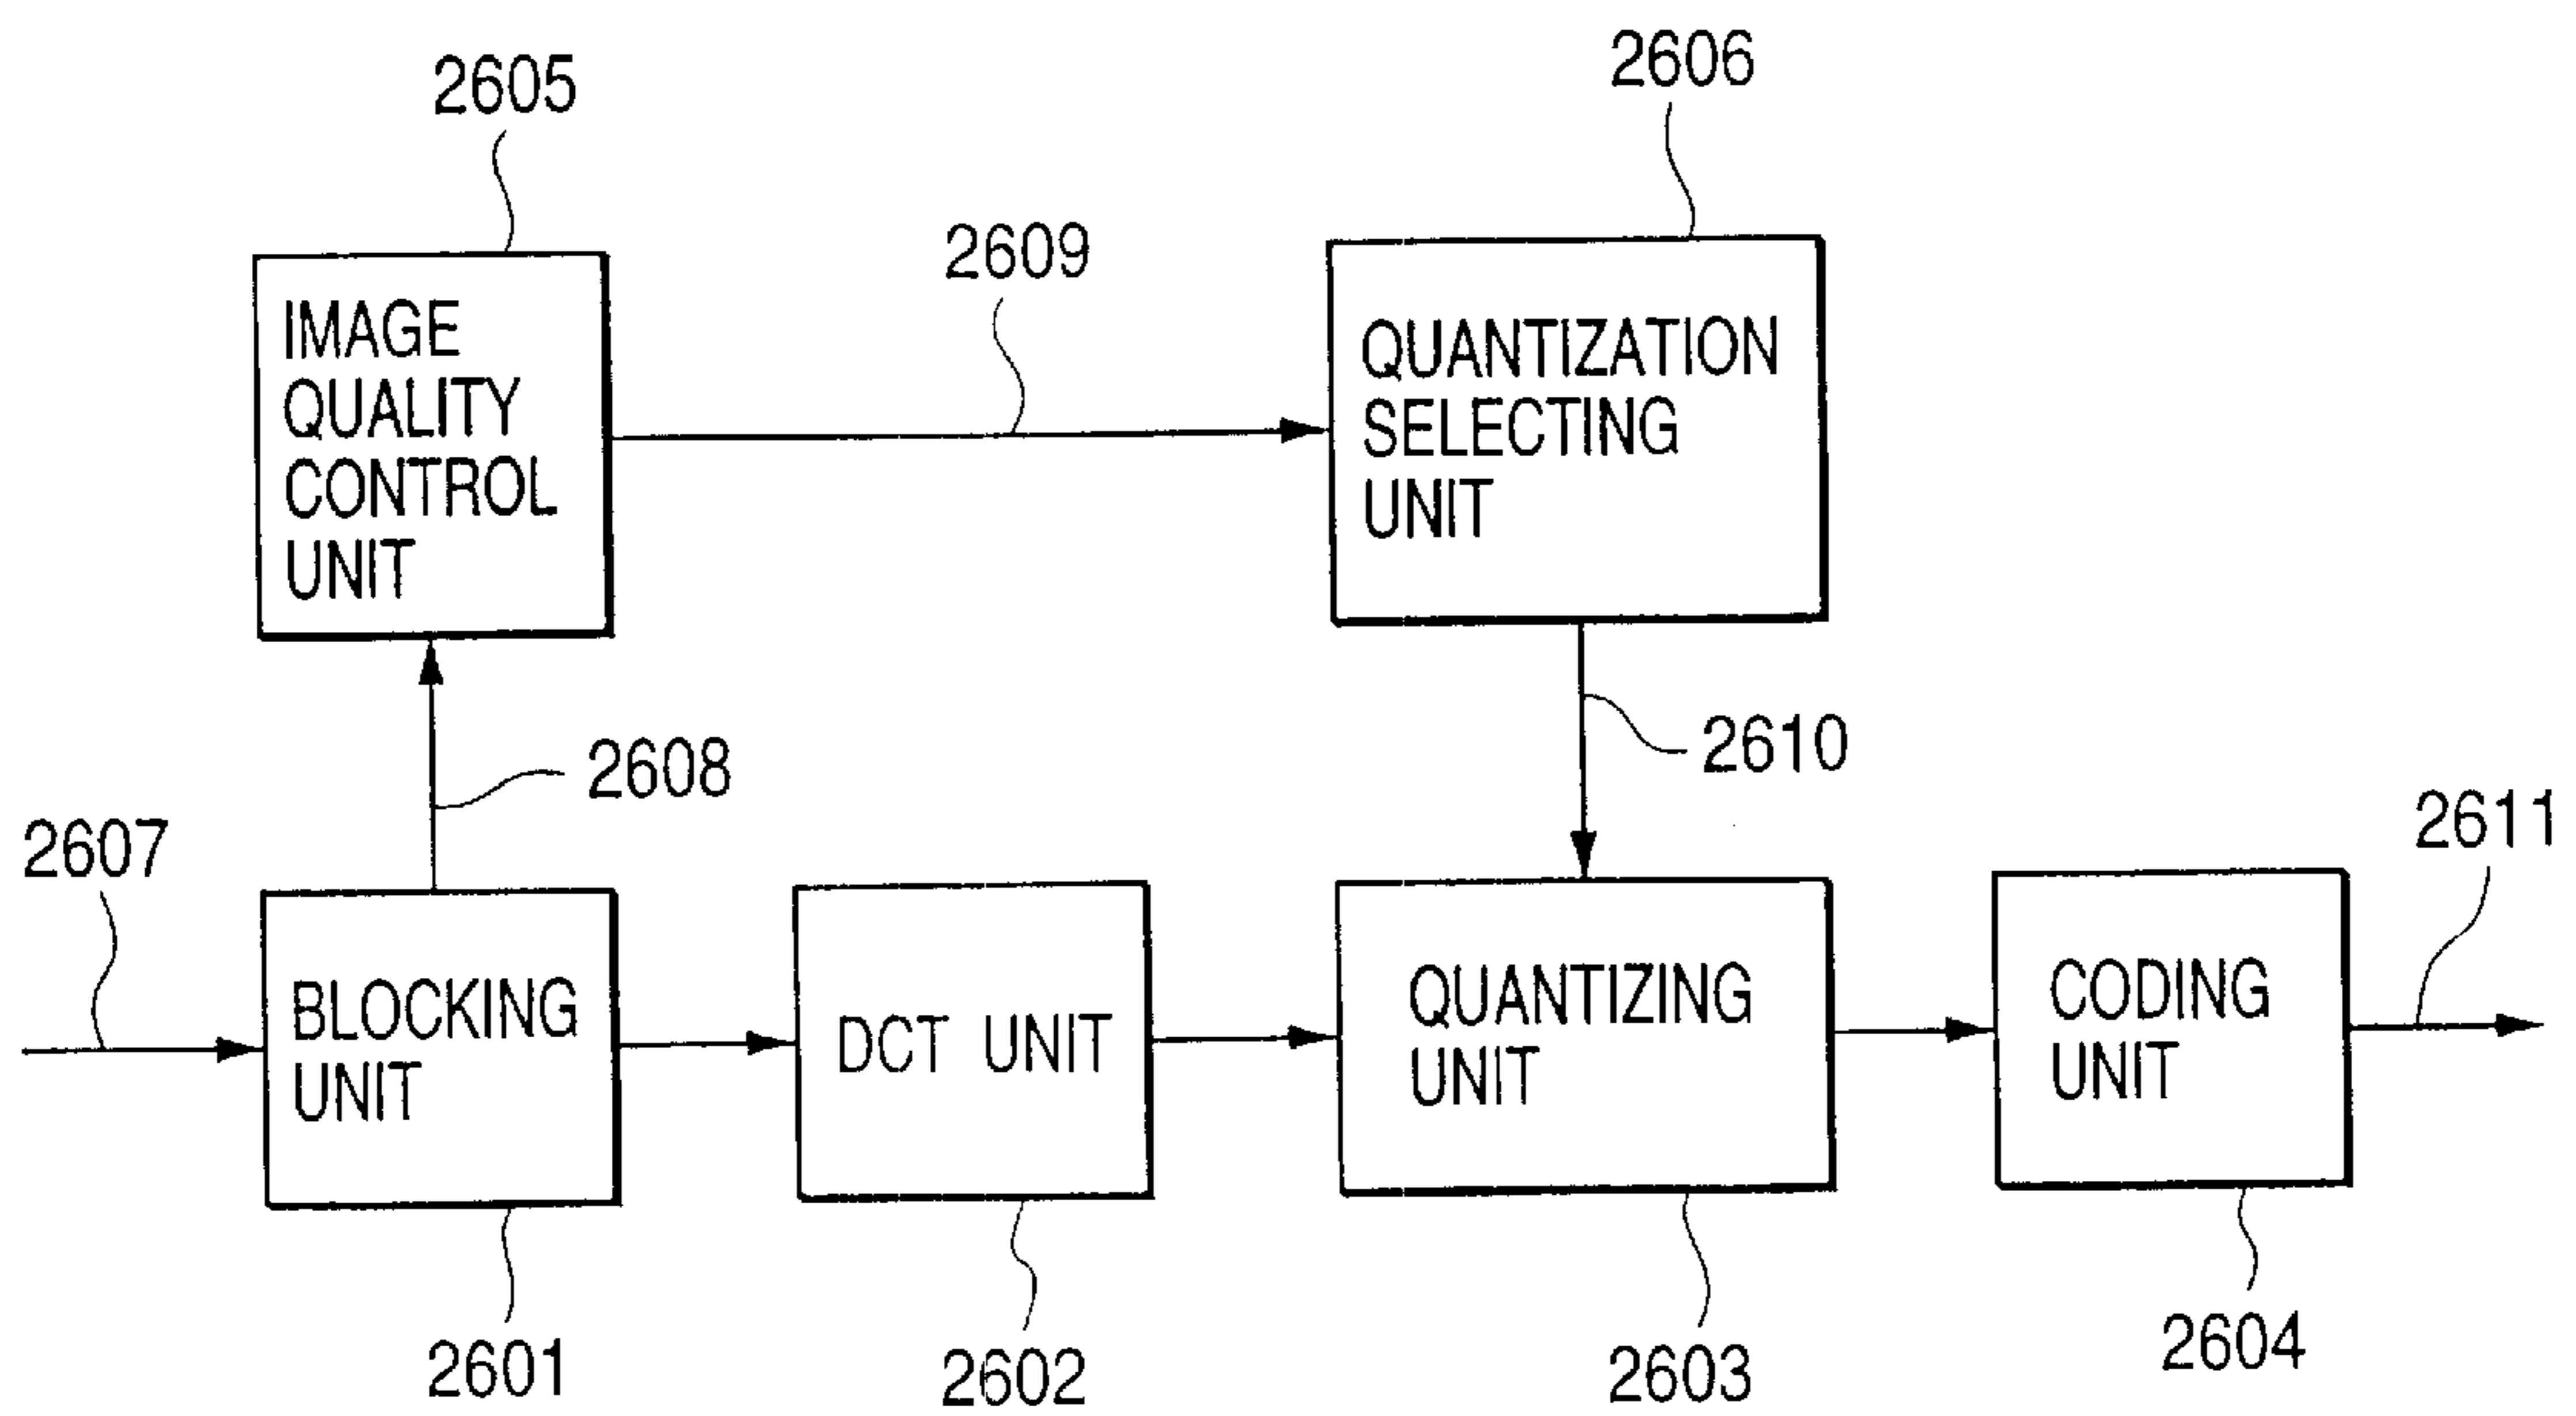 2605
2606
2609
IMAGE
QUALITY
CONTROL
UNIT
QUANTIZATION
SELECTING
UNIT
2608
2610
2607
2611
BLOCKING
UNIT
DCT UNIT
QUANTIZING
UNIT
CODING
UNIT
2601
2602
2603
2604